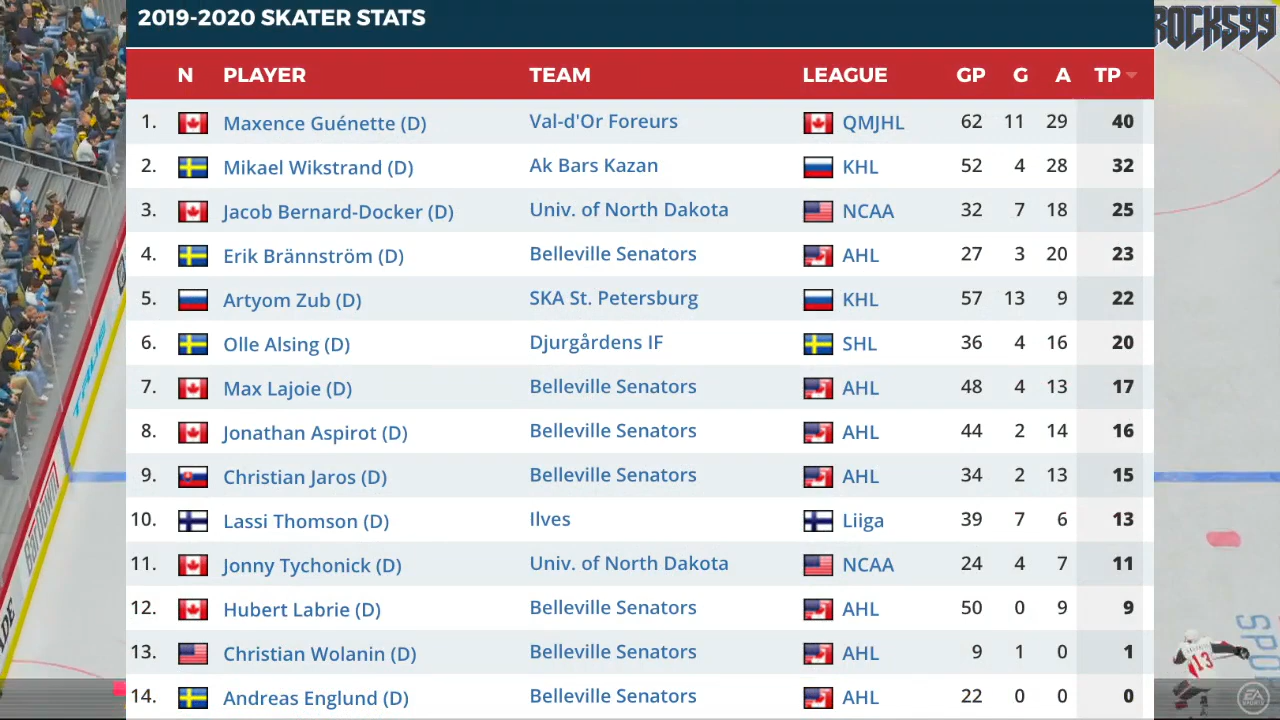 2019-2020 SKATER STATS
ROCKS99
N PLAYER TEAM LEAGUE GP G A TP
1. Maxence Guénette (D) Val-d'Or Foreurs QMJHL 62 11 29 40
2. Mikael Wikstrand (D) Ak Bars Kazan KHL 52 4 28 32
3. Jacob Bernard-Docker (D) Univ. of North Dakota NCAA 32 7 18 25
4. Erik Brännström (D) Belleville Senators AHL 27 3 20 23
5. Artyom Zub (D) SKA St. Petersburg KHL 57 13 9 22
6. Olle Alsing (D) Djurgårdens IF SHL 36 4 16 20
7. Max Lajoie (D) Belleville Senators AHL 48 4 13 17
8. Jonathan Aspirot (D) Belleville Senators AHL 44 2 14 16
9. Christian Jaros (D) Belleville Senators AHL 34 2 13 15
10. Lassi Thomson (D) Ilves Liiga 39 7 6 13
11. Jonny Tychonick (D) Univ. of North Dakota NCAA 24 4 7 11
12. Hubert Labrie (D) Belleville Senators AHL 50 0 9 9
13. Christian Wolanin (D) Belleville Senators AHL 9 1 0 1
14. Andreas Englund (D) Belleville Senators AHL 22 0 0 0
13
EA
SPORTS